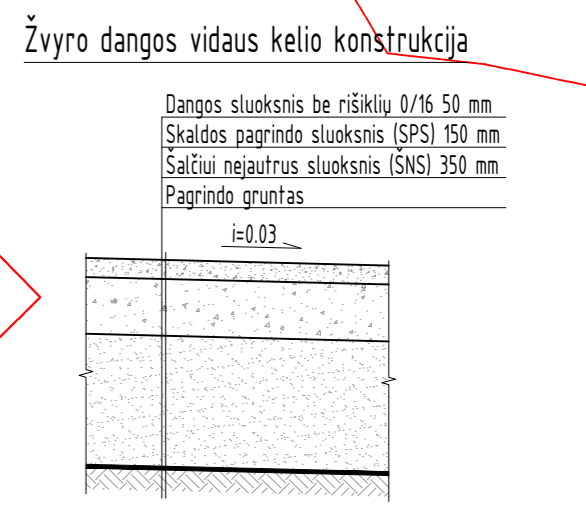 Žvyro dangos vidaus kelio konstrukcija
Dangos sluoksnis be rišiklių 0/16 50 mm
Skaldos pagrindo sluoksnis (SPS) 150 mm
Šalčiui nejautrus sluoksnis (ŠNS) 350 mm
Pagrindo gruntas
i=0.03